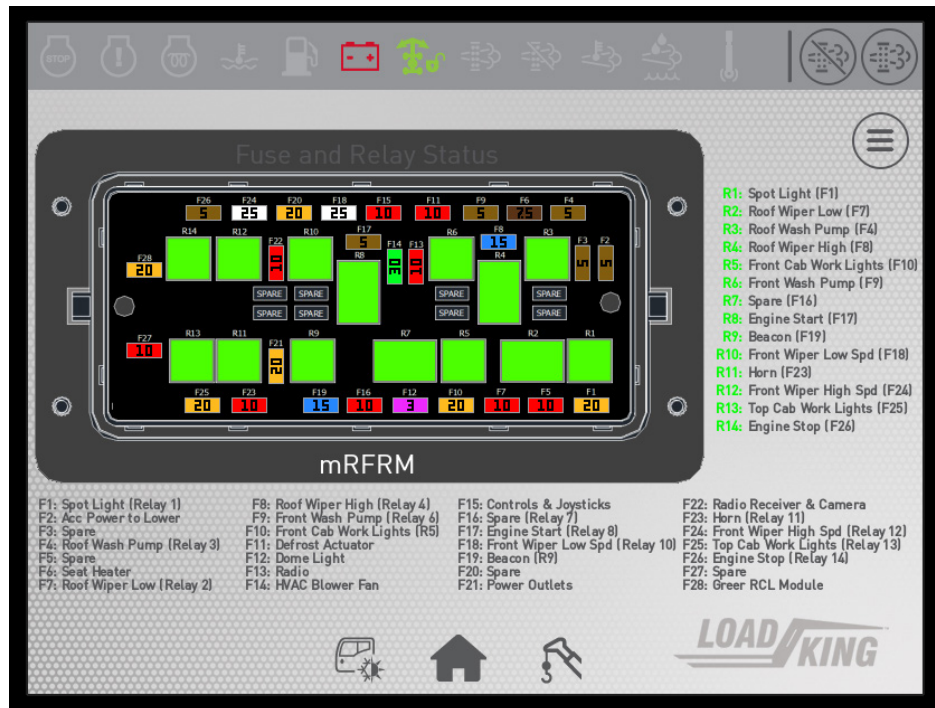 STOP
Fuse and Relay Status
F26 F24 F20 F18 F15 F11 F9 F6 F4
5 25 20 25 10 10 5 7.5 5
R14 R12 F22 R10 F17 F14 F13 R6 F8 R3 F3 F2
10 5 30 10 15 5 5
R8 R4
F28
20
SPARE SPARE SPARE SPARE
SPARE SPARE SPARE SPARE
F27 R13 R11 F21 R9 R7 R5 R2 R1
10 20
F25 F23 F19 F16 F12 F10 F7 F5 F1
20 10 15 10 3 20 10 10 20
mRFRM
R1: Spot Light (F1)
R2: Roof Wiper Low (F7)
R3: Roof Wash Pump (F4)
R4: Roof Wiper High (F8)
R5: Front Cab Work Lights (F10)
R6: Front Wash Pump (F9)
R7: Spare (F16)
R8: Engine Start (F17)
R9: Beacon (F19)
R10: Front Wiper Low Spd (F18)
R11: Horn (F23)
R12: Front Wiper High Spd (F24)
R13: Top Cab Work Lights (F25)
R14: Engine Stop (F26)
F1: Spot Light (Relay 1)
F2: Acc Power to Lower
F3: Spare
F4: Roof Wash Pump (Relay 3)
F5: Spare
F6: Seat Heater
F7: Roof Wiper Low (Relay 2)
F8: Roof Wiper High (Relay 4)
F9: Front Wash Pump (Relay 6)
F10: Front Cab Work Lights (R5)
F11: Defrost Actuator
F12: Dome Light
F13: Radio
F14: HVAC Blower Fan
F15: Controls & Joysticks
F16: Spare (Relay 7)
F17: Engine Start (Relay 8)
F18: Front Wiper Low Spd (Relay 10)
F19: Beacon (R9)
F20: Spare
F21: Power Outlets
F22: Radio Receiver & Camera
F23: Horn (Relay 11)
F24: Front Wiper High Spd (Relay 12)
F25: Top Cab Work Lights (Relay 13)
F26: Engine Stop (Relay 14)
F27: Spare
F28: Greer RCL Module
LOAD KING